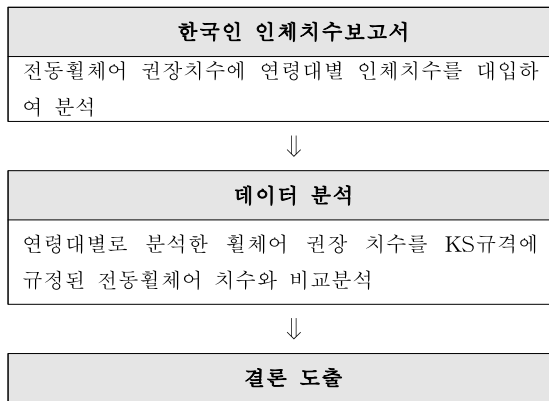 한국인 인체치수보고서
전동휠체어 권장치수에 연령대별 인체치수를 대입하
여 분석
⇓
데이터 분석
연령대별로 분석한 휠체어 권장 치수를 KS규격에
규정된 전동휠체어 치수와 비교분석
⇓
결론 도출